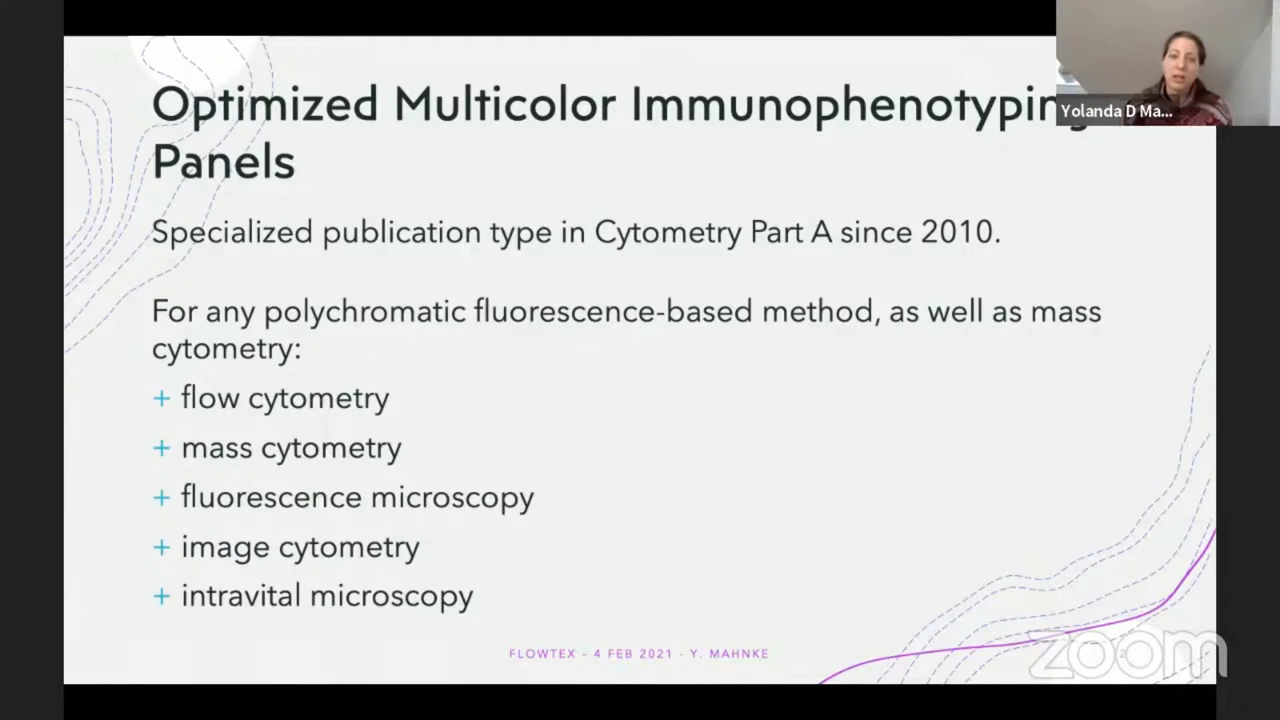 Optimized Multicolor Immunophenotyping
Panels
Yolanda D Ma...
Specialized publication type in Cytometry Part A since 2010.
For any polychromatic fluorescence-based method, as well as mass
cytometry:
+ flow cytometry
+ mass cytometry
+ fluorescence microscopy
+ image cytometry
+ intravital microscopy
FLOWTEX - 4 FEB 2021 - Y. MAHNKE
2
zoom